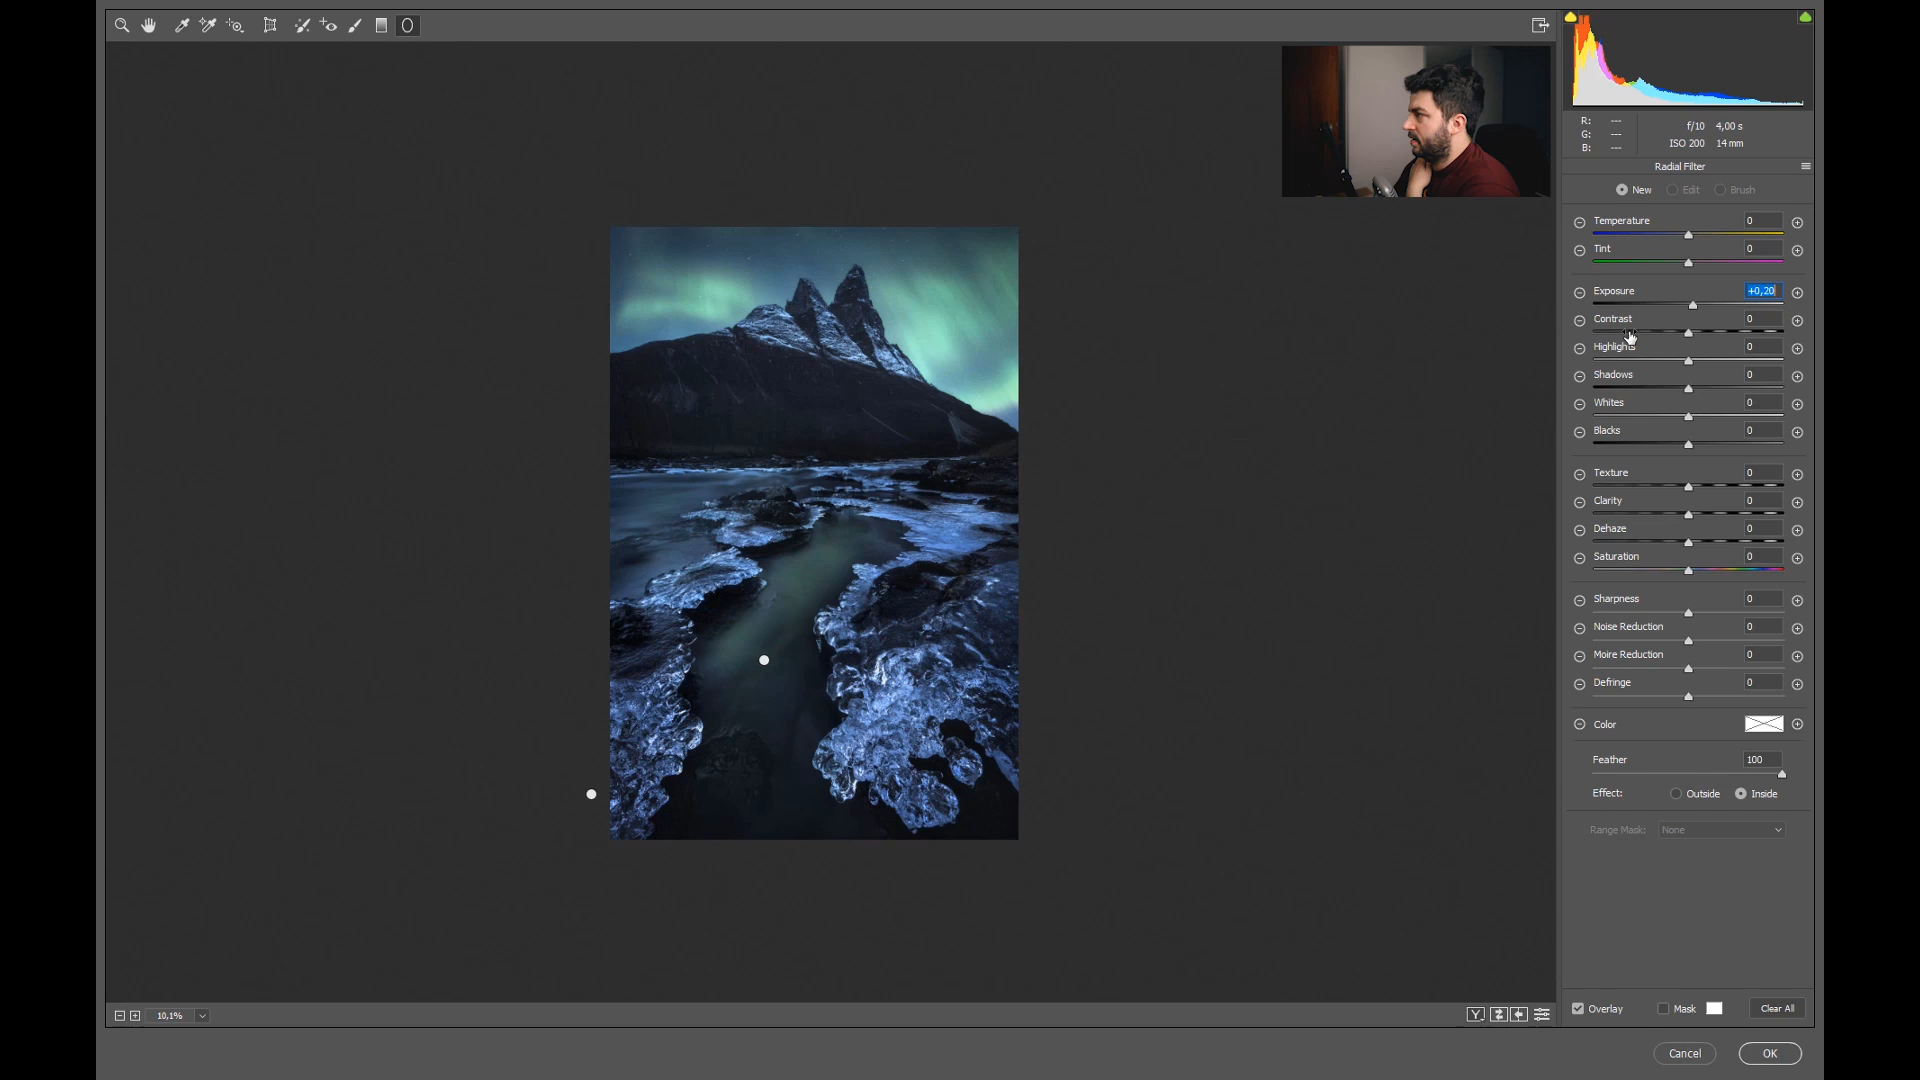 R: ---
G: ---
B: ---
f/10 4,00 s
ISO 200 14 mm
Radial Filter
New Edit Brush
Temperature 0
Tint 0
Exposure +0,20
Contrast 0
Highlights 0
Shadows 0
Whites 0
Blacks 0
Texture 0
Clarity 0
Dehaze 0
Saturation 0
Sharpness 0
Noise Reduction 0
Moire Reduction 0
Defringe 0
Color
Feather 100
Effect: Outside Inside
Range Mask: None
10,1% Y Overlay Mask Clear All
Cancel OK